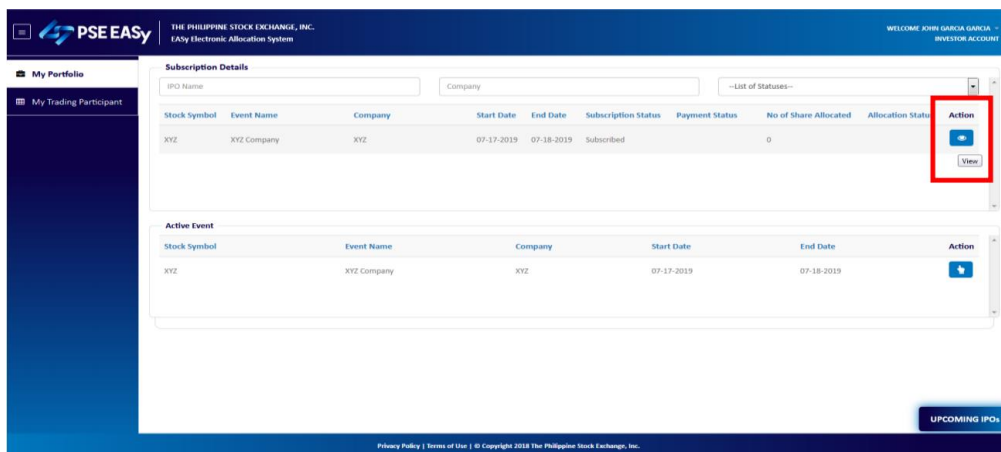 PSE EASy
THE PHILIPPINE STOCK EXCHANGE, INC.
EASy Electronic Allocation System
WELCOME JOHN GARCIA GARCIA
INVESTOR ACCOUNT
My Portfolio
My Trading Participant
Subscription Details
IPO Name
Company
--List of Statuses--
Stock Symbol Event Name Company Start Date End Date Subscription Status Payment Status No of Share Allocated Allocation Statu Action
XYZ XYZ Company XYZ 07-17-2019 07-18-2019 Subscribed 0
View
Active Event
Stock Symbol Event Name Company Start Date End Date Action
XYZ XYZ Company XYZ 07-17-2019 07-18-2019
UPCOMING IPOs
Privacy Policy | Terms of Use | © Copyright 2018 The Philippine Stock Exchange, Inc.